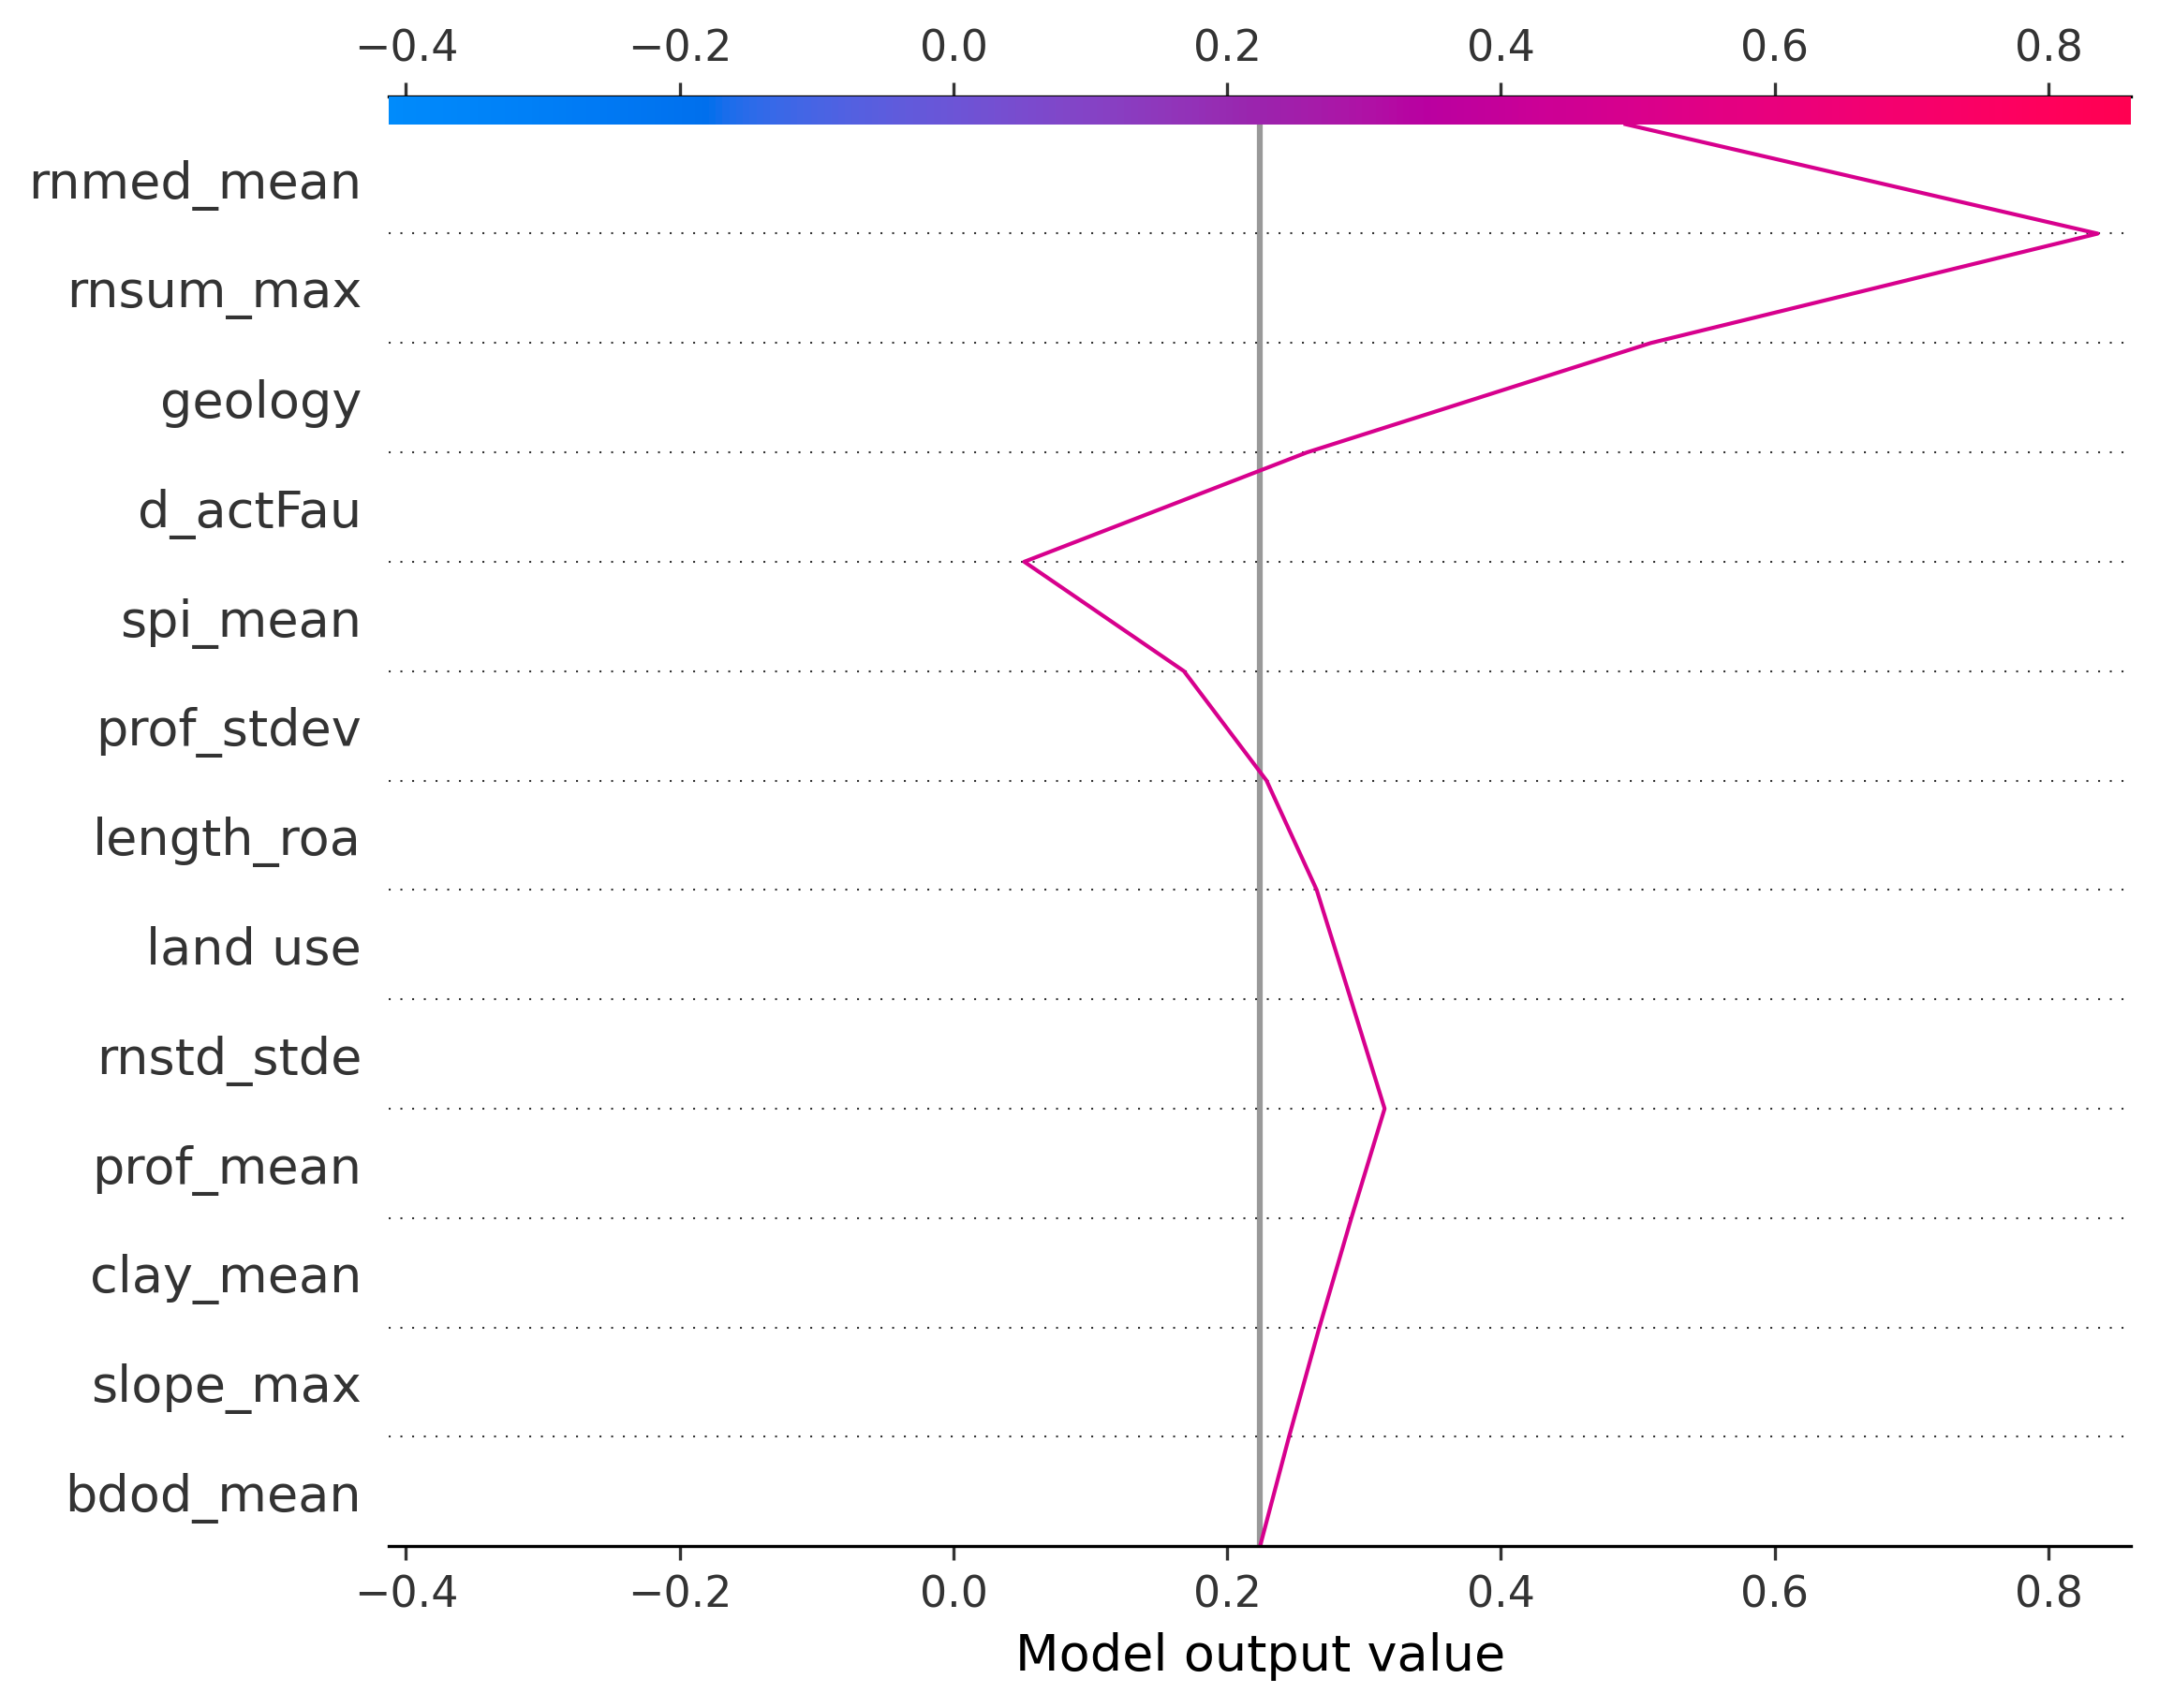 −0.4 −0.2 0.0 0.2 0.4 0.6 0.8
rnmed_mean
rnsum_max
geology
d_actFau
spi_mean
prof_stdev
length_roa
land use
rnstd_stde
prof_mean
clay_mean
slope_max
bdod_mean
−0.4 −0.2 0.0 0.2 0.4 0.6 0.8
Model output value